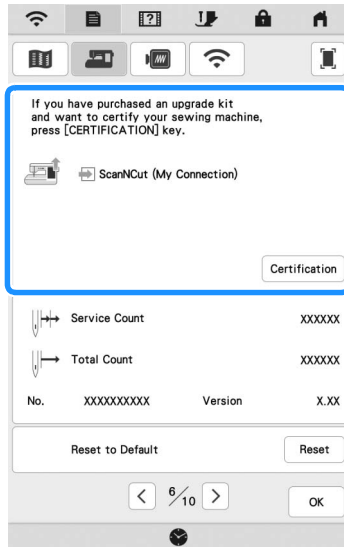 If you have purchased an upgrade kit
and want to certify your sewing machine,
press [CERTIFICATION] key.
ScanNCut (My Connection)
Certification
Service Count XXXXXX
Total Count XXXXXX
No. XXXXXXXXXX Version X.XX
Reset to Default Reset
< 6/10 > OK